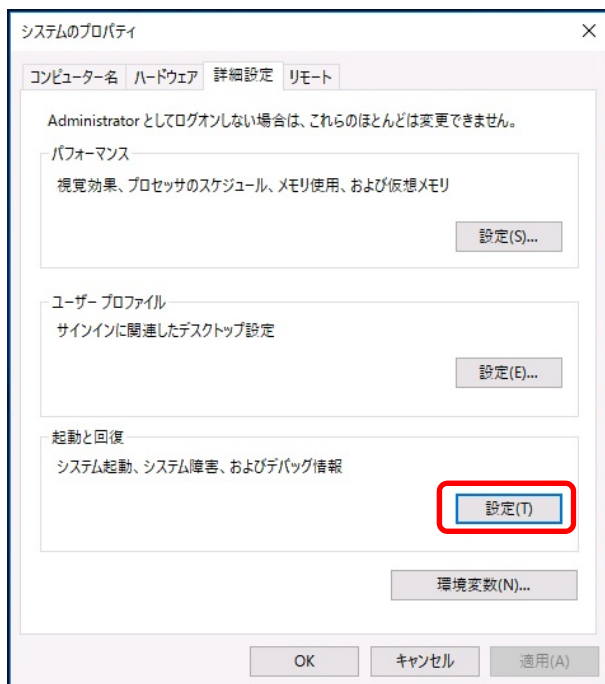 システムのプロパティ
コンピューター名 ハードウェア 詳細設定 リモート
Administrator としてログオンしない場合は、これらのほとんどは変更できません。
パフォーマンス
視覚効果、プロセッサのスケジュール、メモリ使用、および仮想メモリ
設定(S)...
ユーザー プロファイル
サインインに関連したデスクトップ設定
設定(E)...
起動と回復
システム起動、システム障害、およびデバッグ情報
設定(T)
環境変数(N)...
OK キャンセル 適用(A)